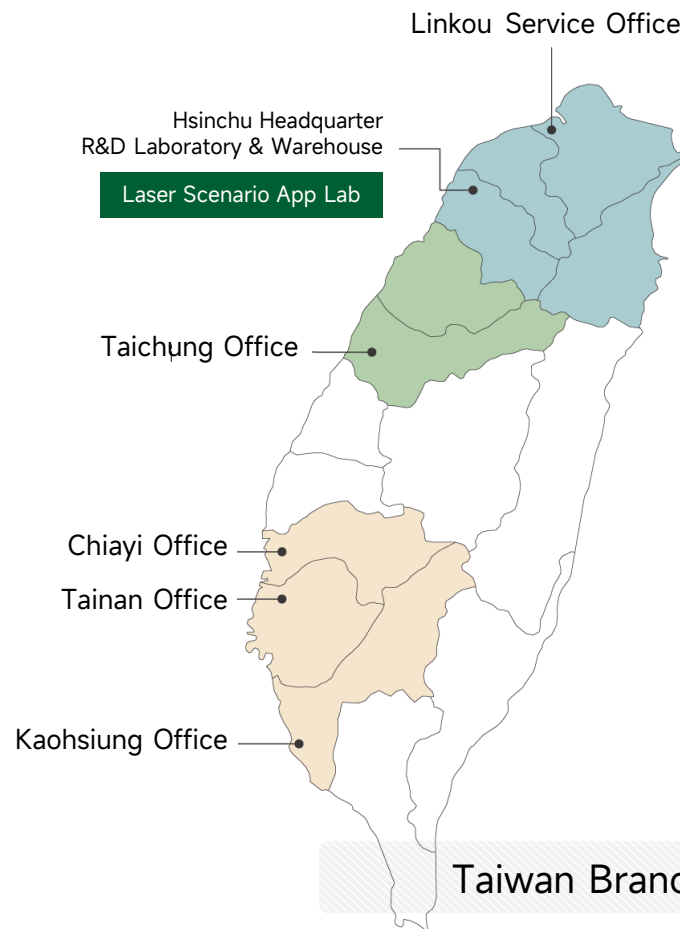 Linkou Service Office
Hsinchu Headquarter
R&D Laboratory & Warehouse
Laser Scenario App Lab
Taichung Office
Chiayi Office
Tainan Office
Kaohsiung Office
Taiwan Branc